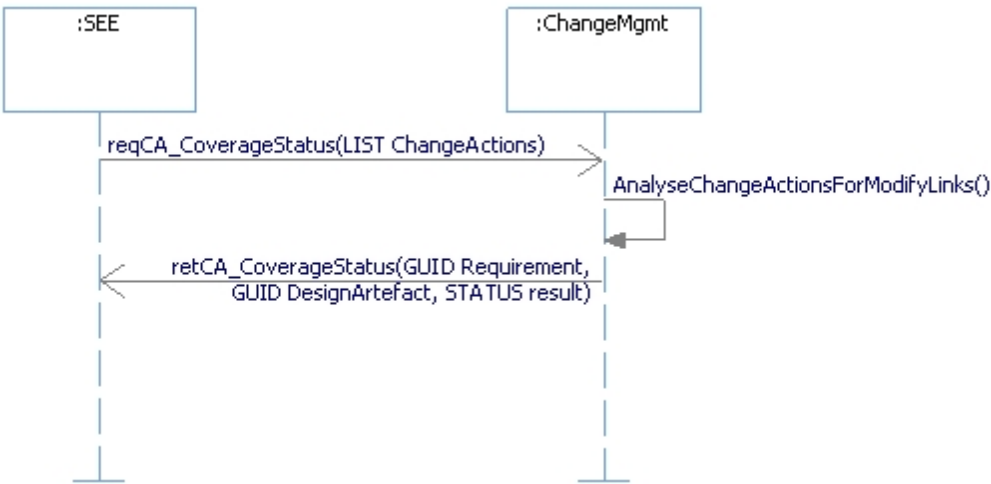 :SEE
:ChangeMgmt
reqCA_CoverageStatus(LIST ChangeActions)
AnalyseChangeActionsForModifyLinks()
retCA_CoverageStatus(GUID Requirement,
GUID DesignArtefact, STATUS result)